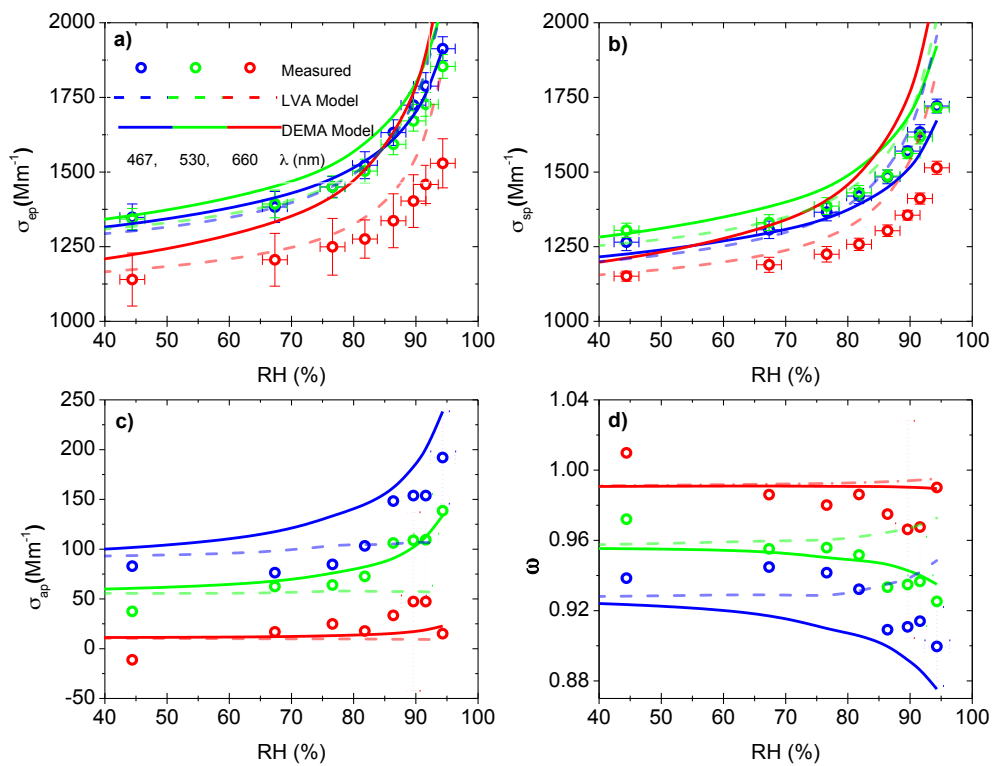 a)
2000
1750
1500
1250
1000
σep(Mm-1)
Measured
LVA Model
DEMA Model
467, 530, 660 λ (nm)
40 50 60 70 80 90 100
RH (%)
b)
2000
1750
1500
1250
1000
σsp(Mm-1)
40 50 60 70 80 90 100
RH (%)
c)
250
200
150
100
50
0
-50
σap(Mm-1)
40 50 60 70 80 90 100
RH (%)
d)
1.04
1.00
0.96
0.92
0.88
ω
40 50 60 70 80 90 100
RH (%)